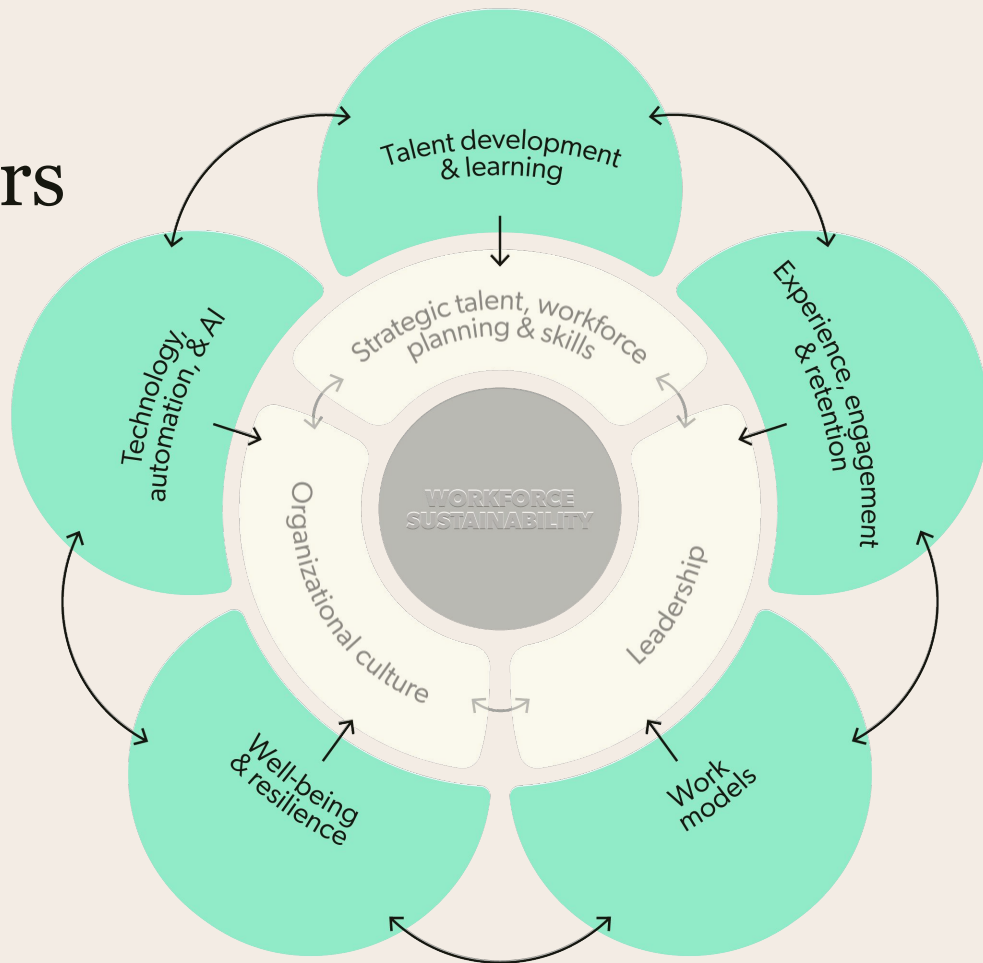 rs
Talent development
& learning
Strategic talent, workforce
planning & skills
Experience, engagement
& retention
Technology,
automation, & AI
WORKFORCE
SUSTAINABILITY
Organizational culture
Leadership
Well-being
& resilience
Work
models